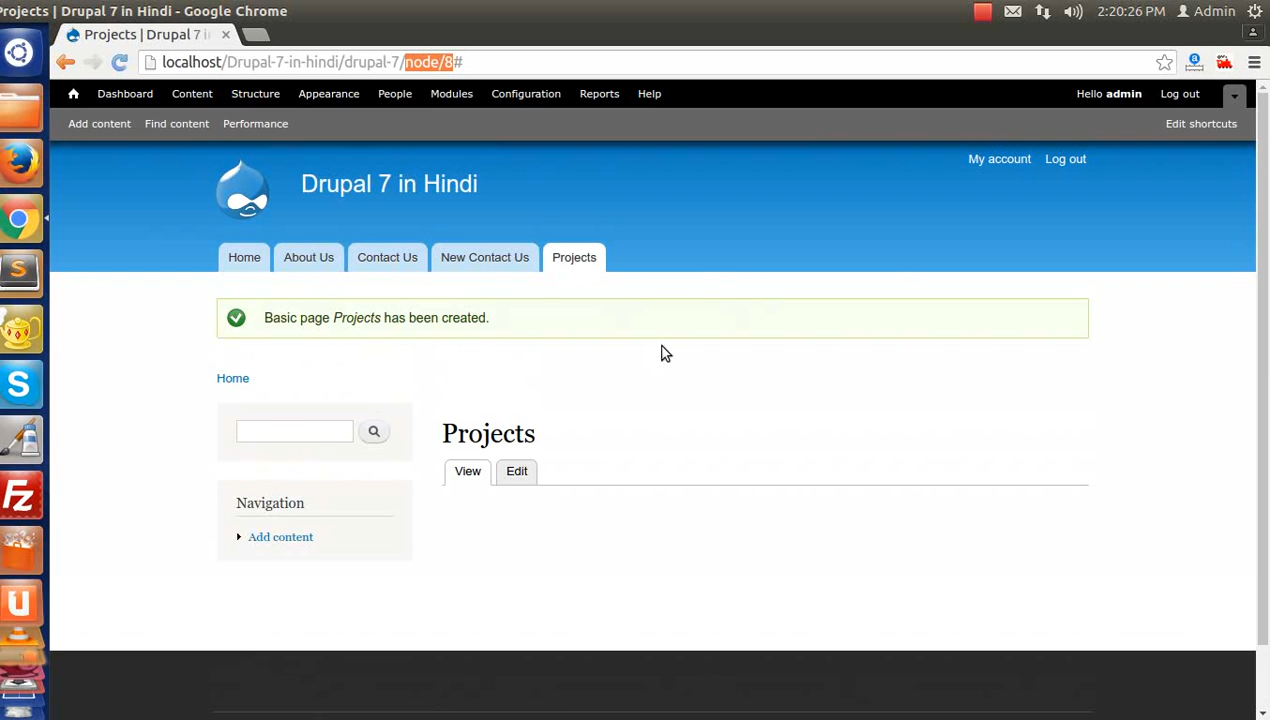 Projects | Drupal 7 in Hindi - Google Chrome
2:20:26 PM
Admin
Projects | Drupal 7 i
localhost/Drupal-7-in-hindi/drupal-7/node/8#
Dashboard Content Structure Appearance People Modules Configuration Reports Help Hello admin Log out
Add content Find content Performance Edit shortcuts
My account Log out
Drupal 7 in Hindi
Home About Us Contact Us New Contact Us Projects
Basic page Projects has been created.
Home
Projects
View Edit
Navigation
Add content